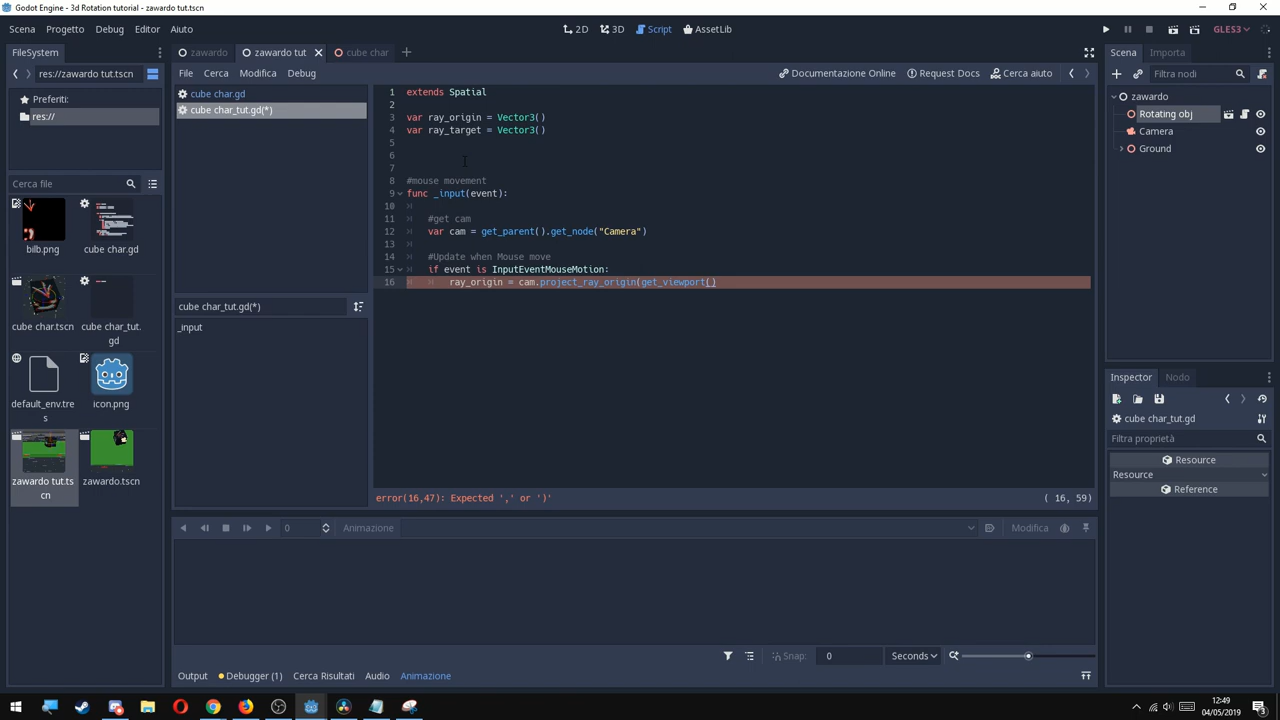 Godot Engine - 3d Rotation tutorial - zawardo tut.tscn
Scena Progetto Debug Editor Aiuto
2D 3D Script AssetLib
GLES3
FileSystem
res://zawardo tut.tscn
Preferiti:
res://
Cerca file
bilb.png
cube char.gd
cube char.tscn
cube char_tut.
gd
default_env.tres
s
icon.png
zawardo tut.ts
cn
zawardo.tscn
zawardo zawardo tut cube char
File Cerca Modifica Debug
Documentazione Online Request Docs Cerca aiuto
cube char.gd
cube char_tut.gd(*)
cube char_tut.gd(*)
_input
1 extends Spatial
2
3 var ray_origin = Vector3()
4 var ray_target = Vector3()
5
6
7
8 #mouse movement
9 func _input(event):
10
11 #get cam
12 var cam = get_parent().get_node("Camera")
13
14 #Update when Mouse move
15 if event is InputEventMouseMotion:
16 ray_origin = cam.project_ray_origin(get_viewport()
error(16,47): Expected ',' or ')'
( 16, 59)
0 Animazione Modifica
Snap: 0 Seconds
Output Debugger (1) Cerca Risultati Audio Animazione
Scena Importa
Filtra nodi
zawardo
Rotating obj
Camera
Ground
Inspector Nodo
cube char_tut.gd
Filtra proprietà
Resource
Resource
Reference
12:49
04/05/2019
3